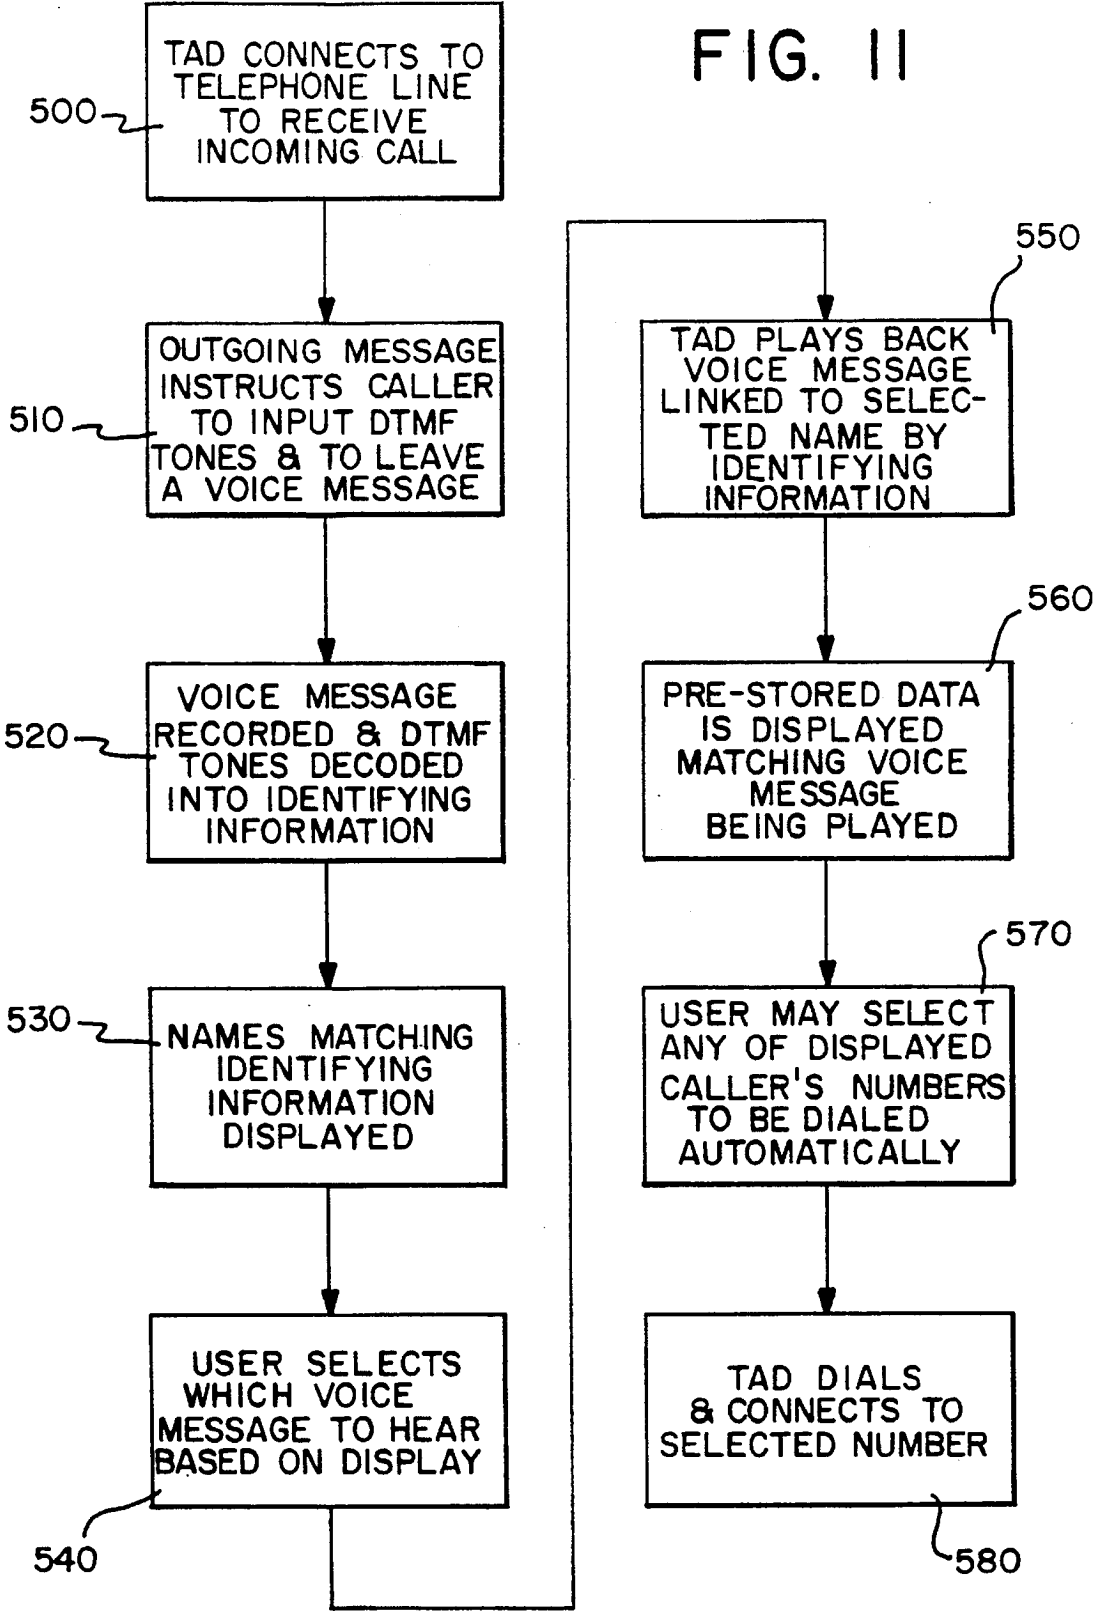 FIG. 11
500
TAD CONNECTS TO
TELEPHONE LINE
TO RECEIVE
INCOMING CALL
510
OUTGOING MESSAGE
INSTRUCTS CALLER
TO INPUT DTMF
TONES & TO LEAVE
A VOICE MESSAGE
520
VOICE MESSAGE
RECORDED & DTMF
TONES DECODED
INTO IDENTIFYING
INFORMATION
530
NAMES MATCHING
IDENTIFYING
INFORMATION
DISPLAYED
540
USER SELECTS
WHICH VOICE
MESSAGE TO HEAR
BASED ON DISPLAY
550
TAD PLAYS BACK
VOICE MESSAGE
LINKED TO SELEC-
TED NAME BY
IDENTIFYING
INFORMATION
560
PRE-STORED DATA
IS DISPLAYED
MATCHING VOICE
MESSAGE
BEING PLAYED
570
USER MAY SELECT
ANY OF DISPLAYED
CALLER'S NUMBERS
TO BE DIALED
AUTOMATICALLY
580
TAD DIALS
& CONNECTS TO
SELECTED NUMBER